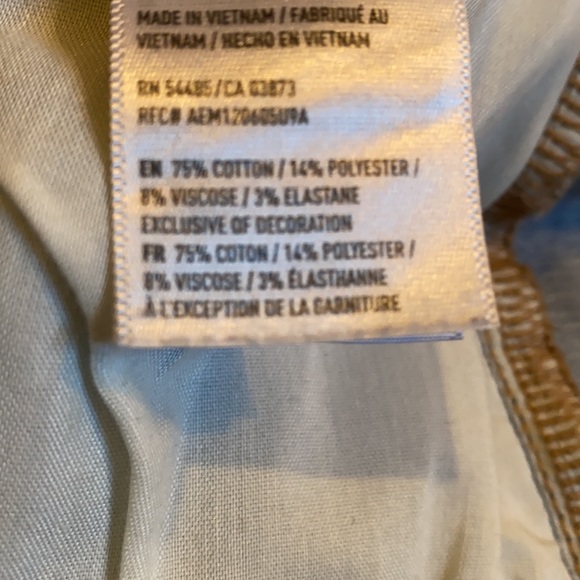 MADE IN VIETNAM / FABRIQUÉ AU
VIETNAM / HECHO EN VIETNAM
RN 54485/CA 03873
RFC# AEM120605U9A
EN 75% COTTON / 14% POLYESTER /
8% VISCOSE / 3% ELASTANE
EXCLUSIVE OF DECORATION
FR 75% COTON / 14% POLYESTER /
8% VISCOSE / 3% ÉLASTHANNE
À L'EXCEPTION DE LA GARNITURE